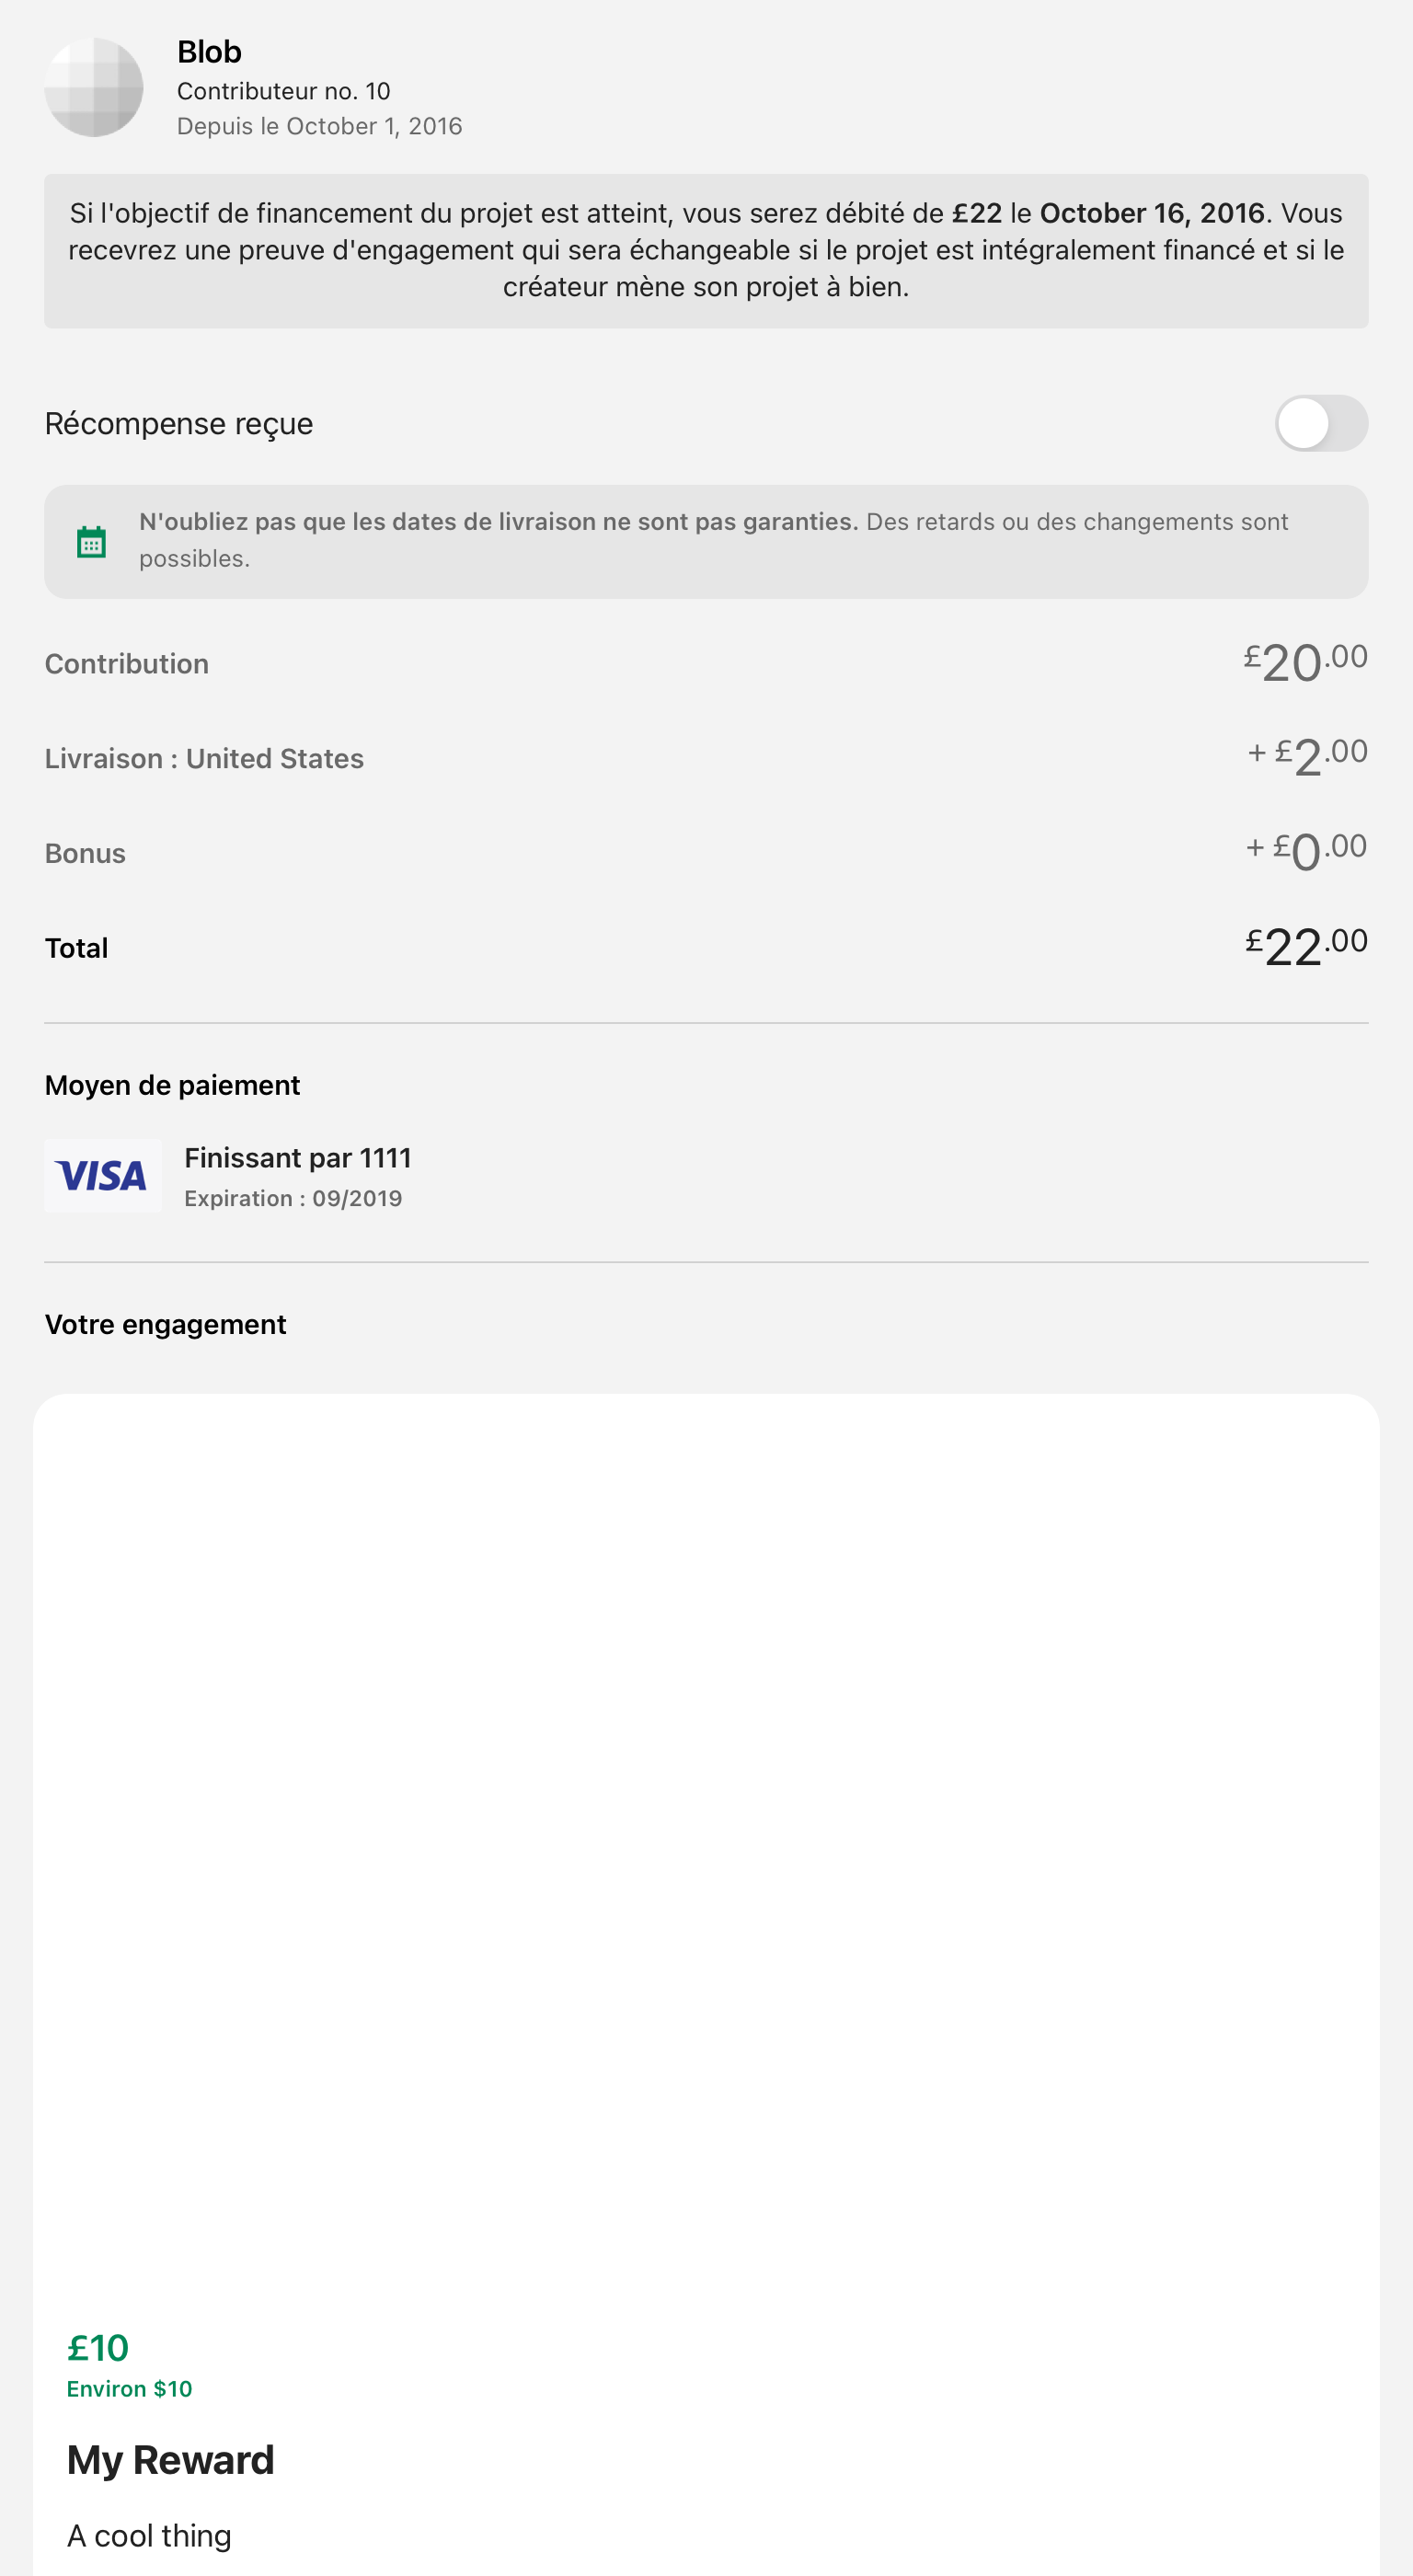 Blob
Contributeur no. 10
Depuis le October 1, 2016
Si l'objectif de financement du projet est atteint, vous serez débité de £22 le October 16, 2016. Vous
recevrez une preuve d'engagement qui sera échangeable si le projet est intégralement financé et si le
créateur mène son projet à bien.
Récompense reçue
N'oubliez pas que les dates de livraison ne sont pas garanties. Des retards ou des changements sont
possibles.
Contribution £20.00
Livraison : United States + £2.00
Bonus + £0.00
Total £22.00
Moyen de paiement
VISA
Finissant par 1111
Expiration : 09/2019
Votre engagement
£10
Environ $10
My Reward
A cool thing